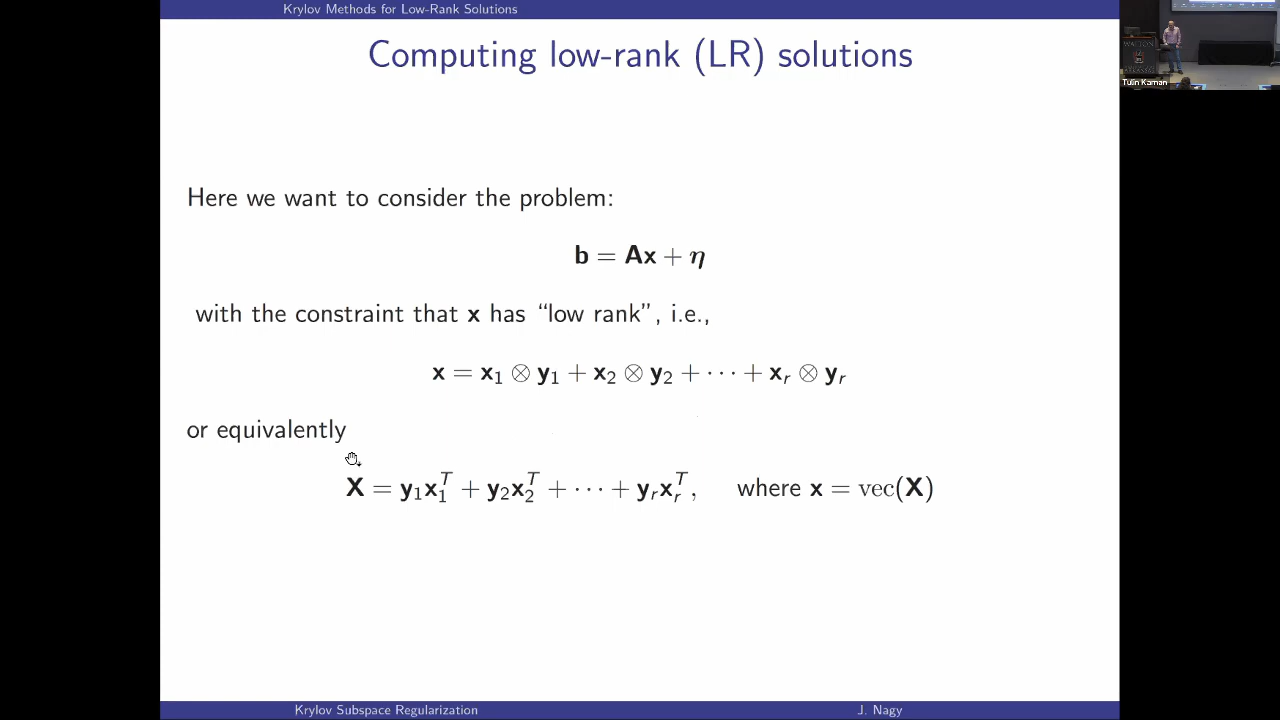 Krylov Methods for Low-Rank Solutions
Computing low-rank (LR) solutions
Here we want to consider the problem:
b = Ax + η
with the constraint that x has “low rank”, i.e.,
x = x₁ ⊗ y₁ + x₂ ⊗ y₂ + ··· + xᵣ ⊗ yᵣ
or equivalently
X = y₁x₁ᵀ + y₂x₂ᵀ + ··· + yᵣxᵣᵀ, where x = vec(X)
Krylov Subspace Regularization J. Nagy
Tulin Kaman